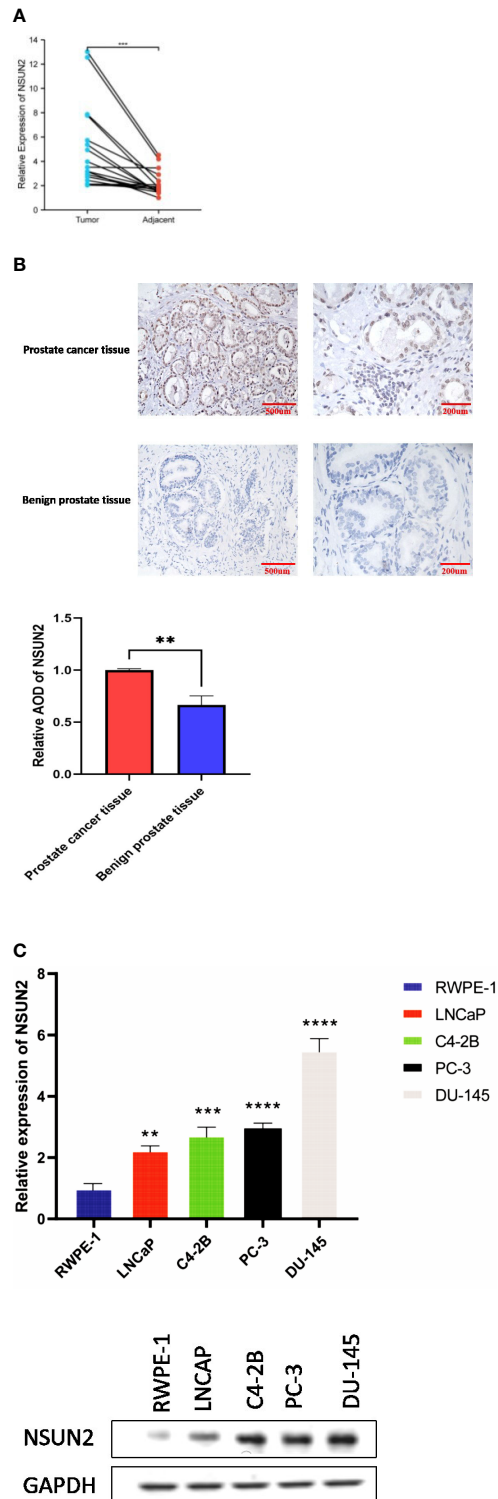 A
***
14
12
10
8
6
4
2
0
Relative Expression of NSUN2
Tumor
Adjacent
B
Prostate cancer tissue
500um
200um
Benign prostate tissue
500um
200um
1.5
1.0
0.5
0.0
Relative AOD of NSUN2
**
Prostate cancer tissue
Benign prostate tissue
C
8
6
4
2
0
Relative expression of NSUN2
**
***
****
****
RWPE-1
LNCaP
C4-2B
PC-3
DU-145
RWPE-1
LNCaP
C4-2B
PC-3
DU-145
RWPE-1
LNCAP
C4-2B
PC-3
DU-145
NSUN2
GAPDH